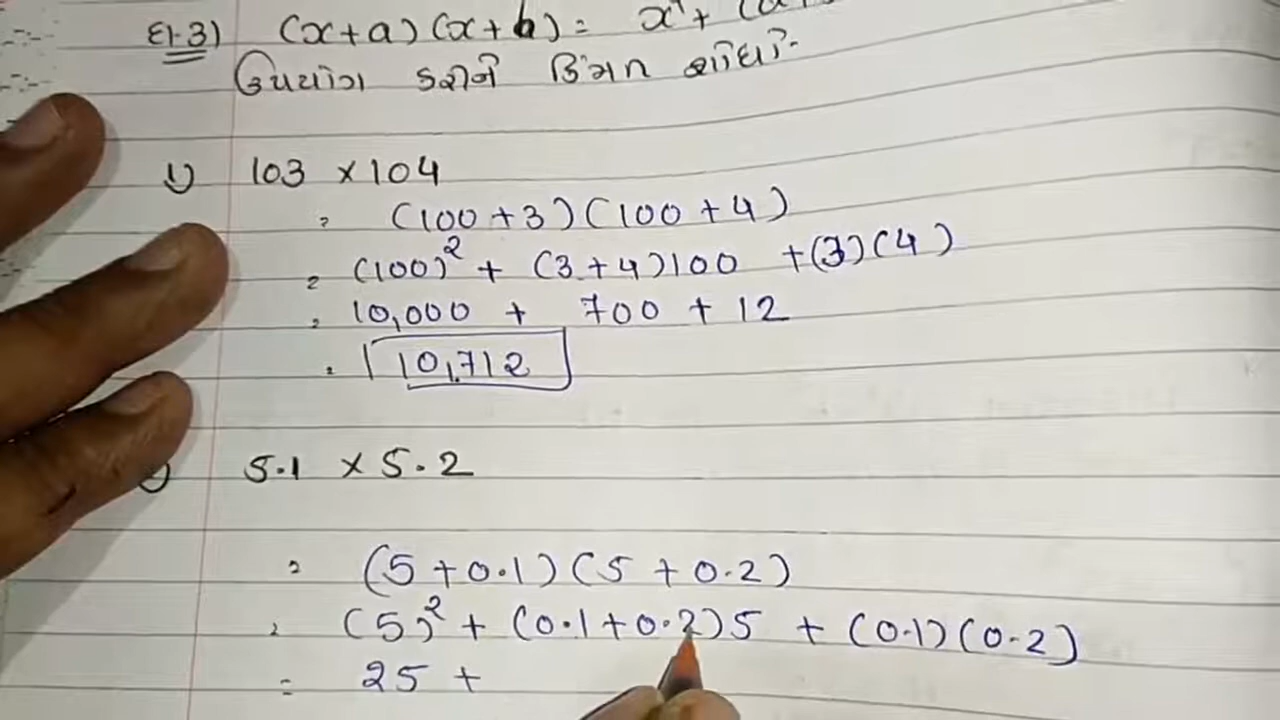 દા.3) (x+a)(x+b) = x² + (a+
ઉપયોગ કરીને કિંમત શોધો:-
1) 103 × 104
= (100+3)(100+4)
= (100)² + (3+4)100 +(3)(4)
= 10,000 + 700 + 12
= 10,712
5.1 × 5.2
= (5+0.1)(5+0.2)
= (5)² + (0.1+0.2)5 + (0.1)(0.2)
= 25 +